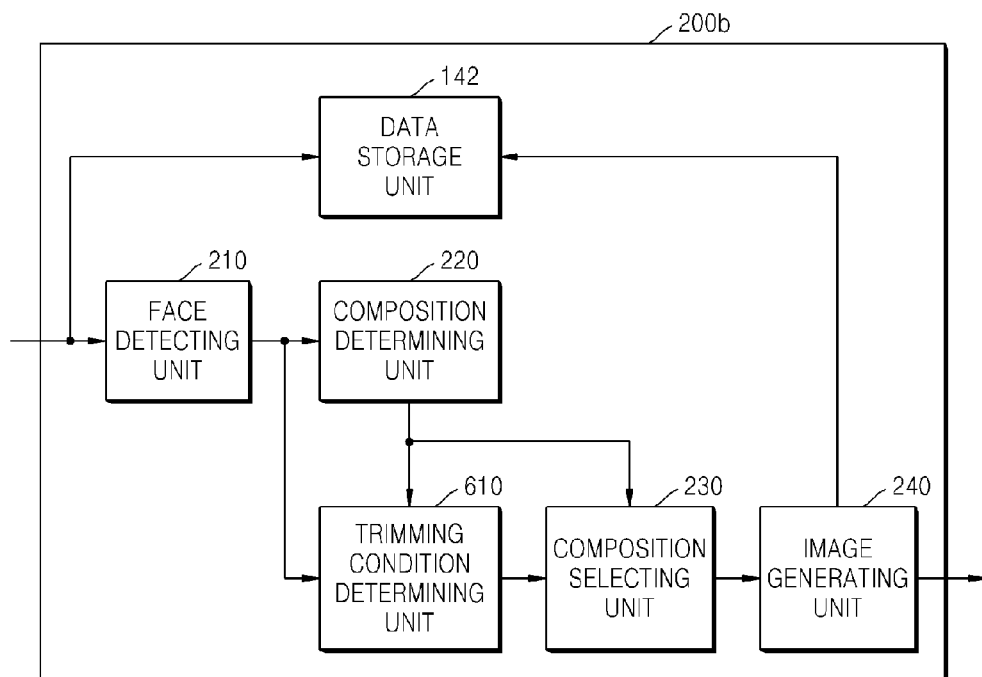 200b
142
DATA
STORAGE
UNIT
210
FACE
DETECTING
UNIT
220
COMPOSITION
DETERMINING
UNIT
610
TRIMMING
CONDITION
DETERMINING
UNIT
230
COMPOSITION
SELECTING
UNIT
240
IMAGE
GENERATING
UNIT